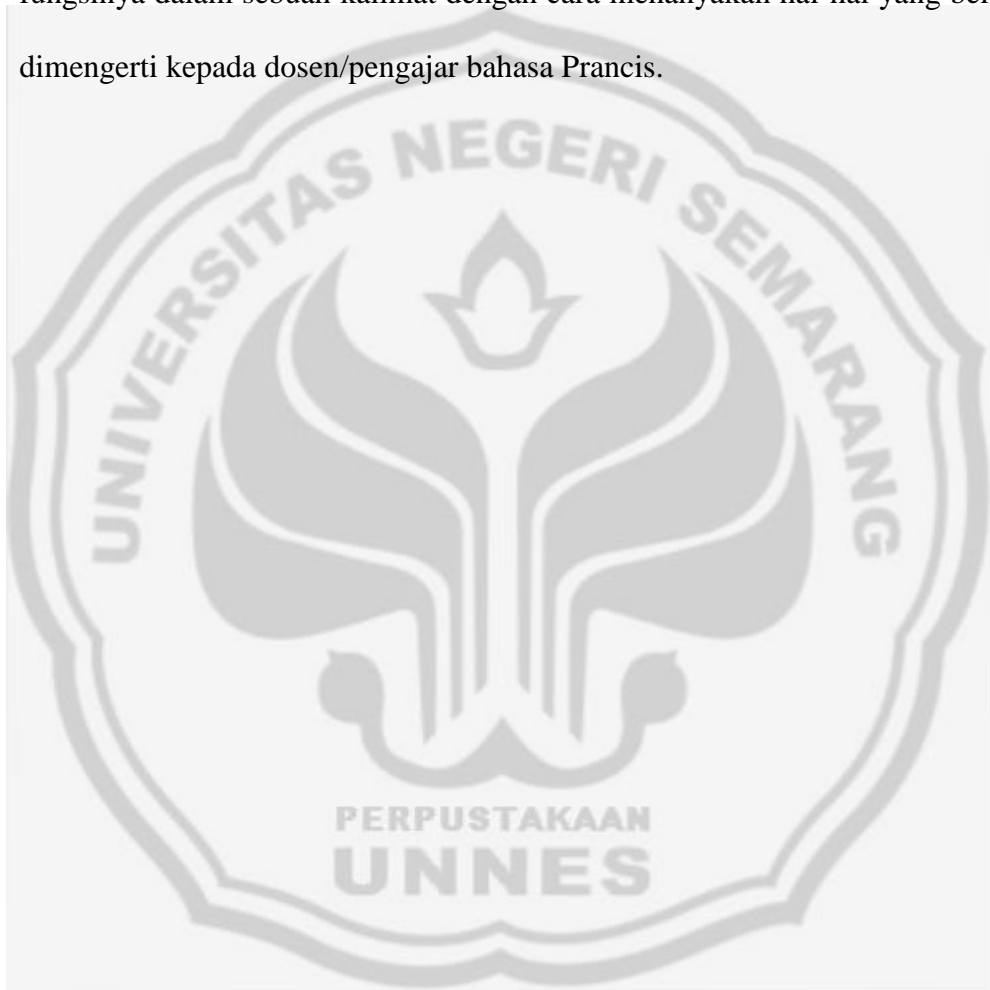 fungsinya dalam sebuah kalimat dengan cara menanyakan hal-hal yang
dimengerti kepada dosen/pengajar bahasa Prancis.
UNIVERSITAS NEGERI SEMARANG
PERPUSTAKAAN
UNNES